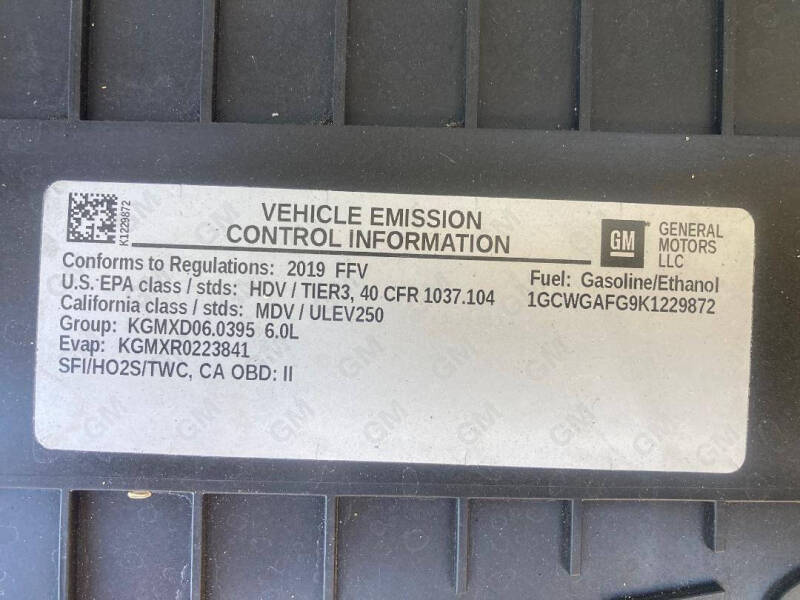 K1229872
VEHICLE EMISSION
CONTROL INFORMATION
GM
GENERAL
MOTORS
LLC
Conforms to Regulations: 2019 FFV
Fuel: Gasoline/Ethanol
U.S. EPA class / stds: HDV / TIER3, 40 CFR 1037.104
1GCWGAFG9K1229872
California class / stds: MDV / ULEV250
Group: KGMXD06.0395 6.0L
Evap: KGMXR0223841
SFI/HO2S/TWC, CA OBD: II